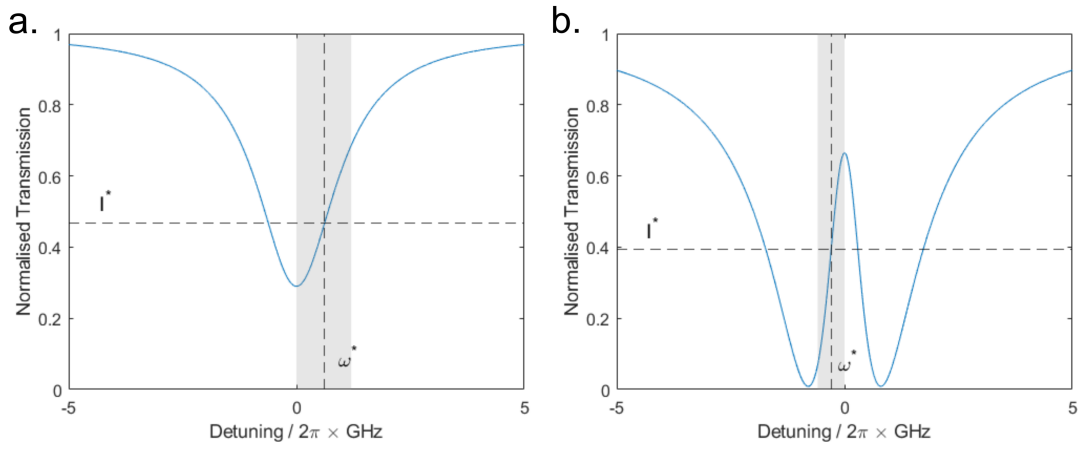 a.
1
0.8
0.6
0.4
0.2
0
Normalised Transmission
I*
ω*
-5
0
5
Detuning / 2π × GHz
b.
1
0.8
0.6
0.4
0.2
0
Normalised Transmission
I*
ω*
-5
0
5
Detuning / 2π × GHz